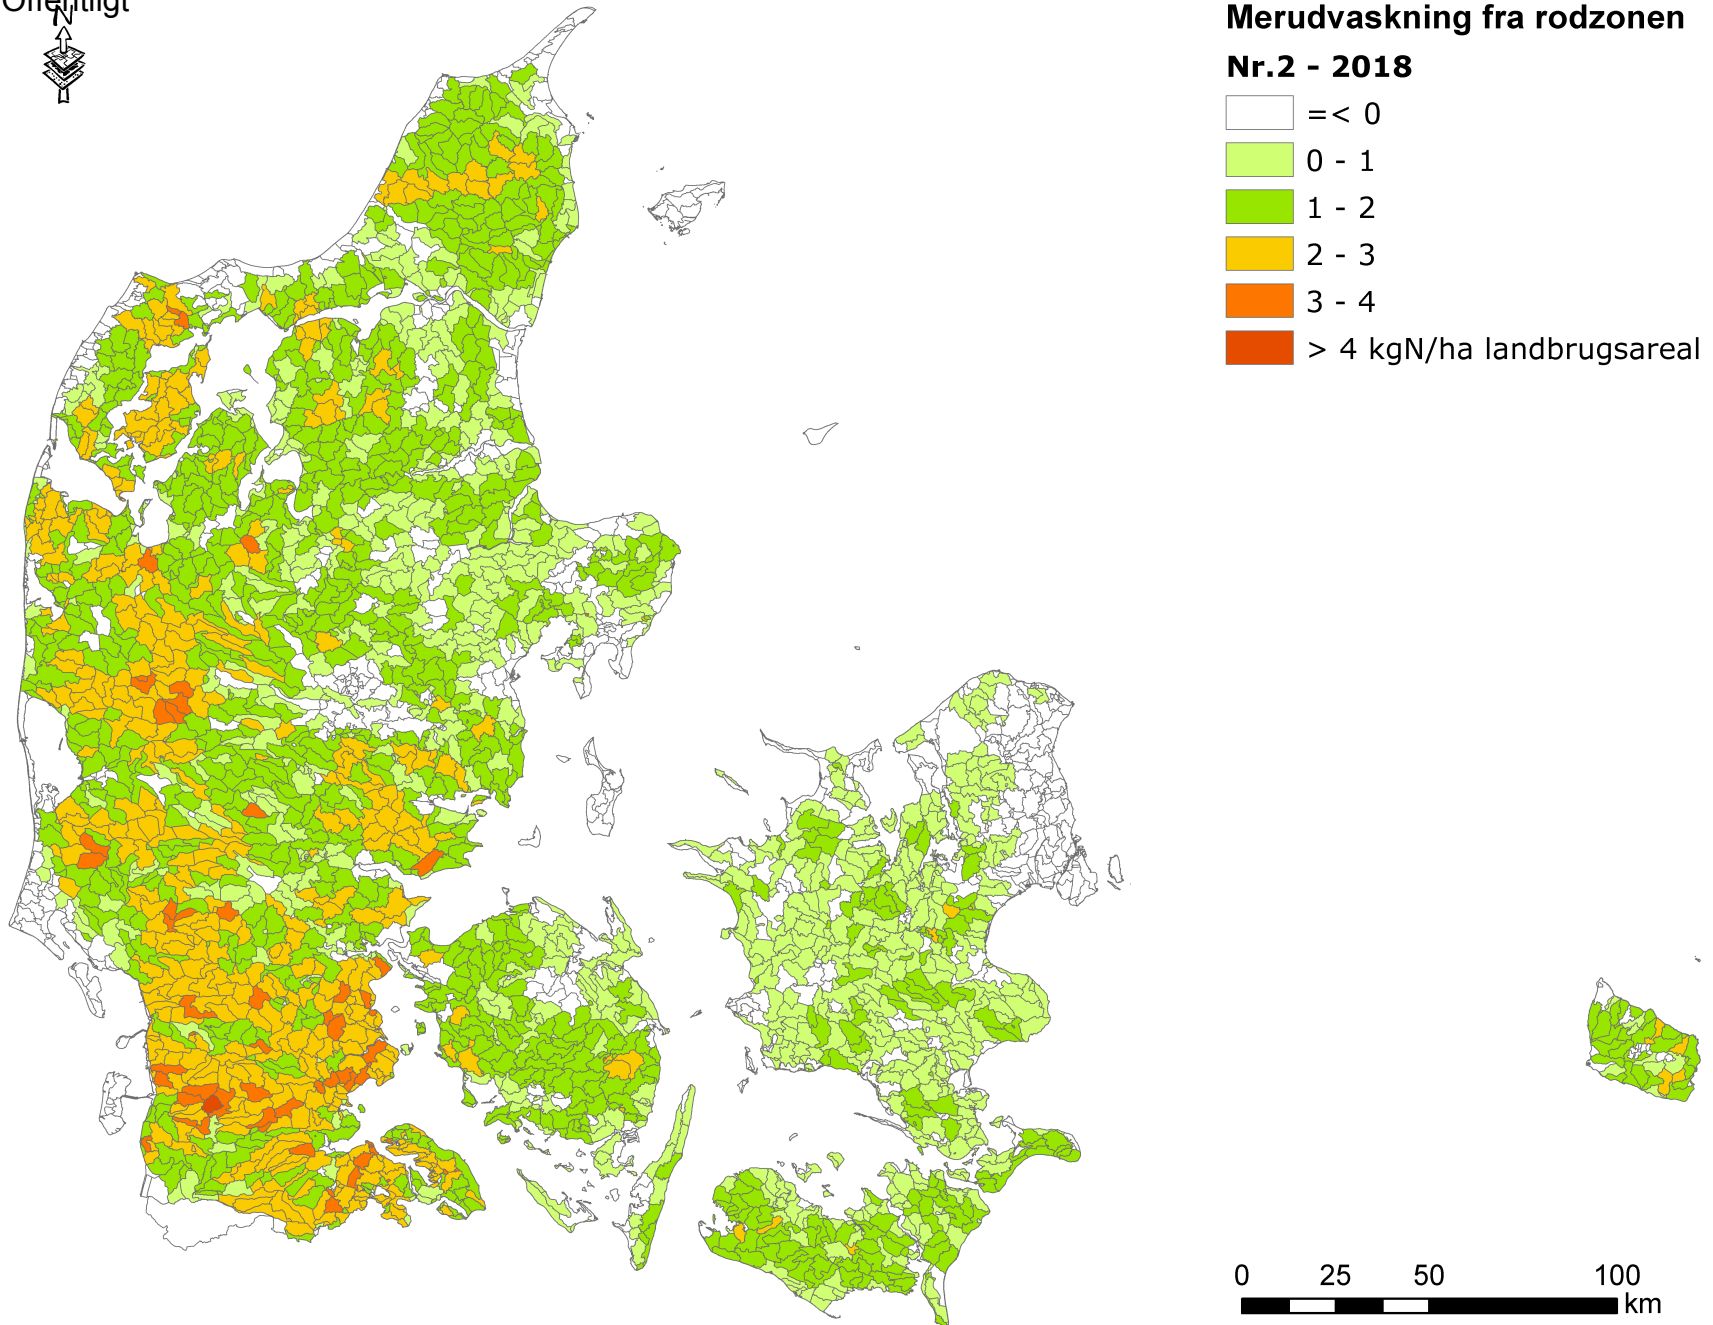 Offentligt
N
Merudvaskning fra rodzonen
Nr.2 - 2018
=< 0
0 - 1
1 - 2
2 - 3
3 - 4
> 4 kgN/ha landbrugsareal
0 25 50 100
km